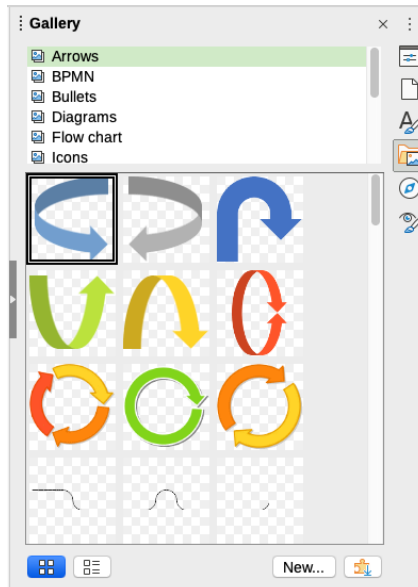 Gallery
Arrows
BPMN
Bullets
Diagrams
Flow chart
Icons
New...